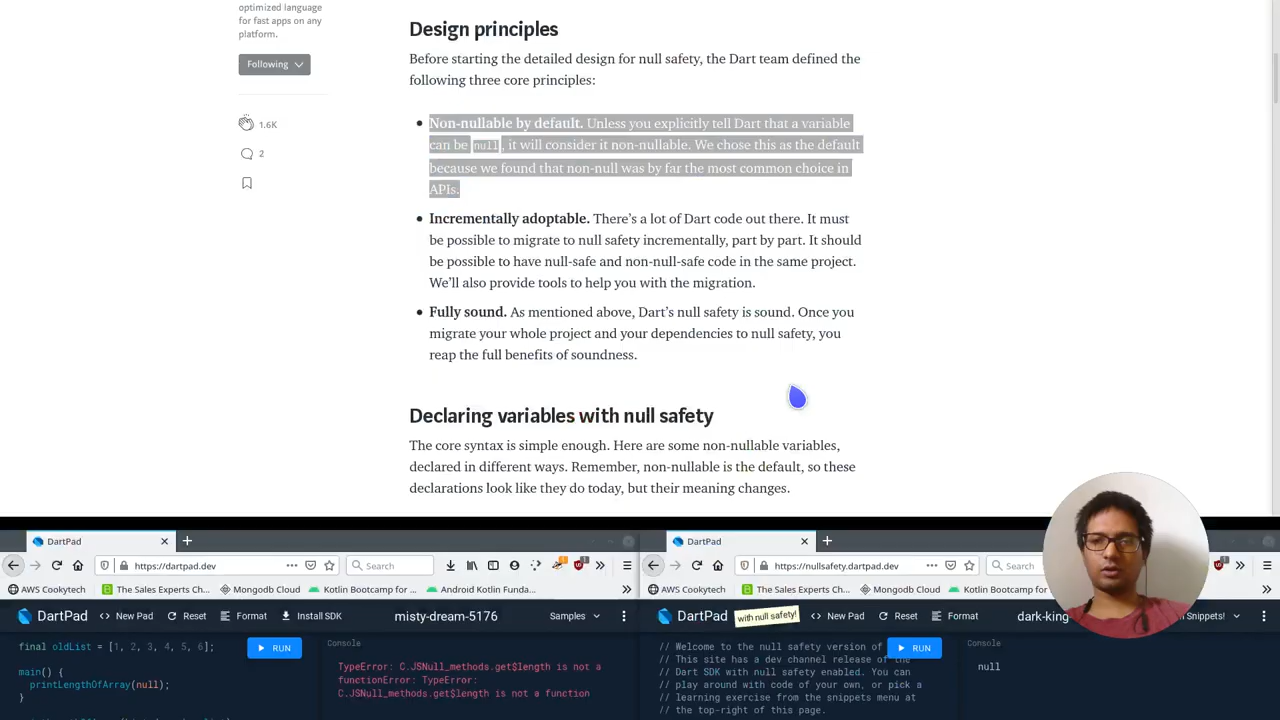 optimized language
for fast apps on any
platform.
Following
1.6K
2
Design principles
Before starting the detailed design for null safety, the Dart team defined the
following three core principles:
• Non-nullable by default. Unless you explicitly tell Dart that a variable
can be null, it will consider it non-nullable. We chose this as the default
because we found that non-null was by far the most common choice in
APIs.
• Incrementally adoptable. There’s a lot of Dart code out there. It must
be possible to migrate to null safety incrementally, part by part. It should
be possible to have null-safe and non-null-safe code in the same project.
We’ll also provide tools to help you with the migration.
• Fully sound. As mentioned above, Dart’s null safety is sound. Once you
migrate your whole project and your dependencies to null safety, you
reap the full benefits of soundness.
Declaring variables with null safety
The core syntax is simple enough. Here are some non-nullable variables,
declared in different ways. Remember, non-nullable is the default, so these
declarations look like they do today, but their meaning changes.
DartPad
https://dartpad.dev
Search
AWS Cookytech The Sales Experts Ch... Mongodb Cloud Kotlin Bootcamp for ... Android Kotlin Funda...
DartPad <> New Pad Reset Format Install SDK misty-dream-5176 Samples
final oldList = [1, 2, 3, 4, 5, 6];
main() {
printLengthOfArray(null);
RUN
Console
TypeError: C.JSNull_methods.get$length is not a
functionError: TypeError:
C.JSNull_methods.get$length is not a function
DartPad
https://nullsafety.dartpad.dev
Search
AWS Cookytech The Sales Experts Ch... Mongodb Cloud Kotlin Bootcamp for
DartPad with null safety! <> New Pad Reset Format dark-king Snippets!
// Welcome to the null safety version of
// This site has a dev channel release of the
// Dart SDK with null safety enabled. You can
// play around with code of your own, or pick a
// learning exercise from the snippets menu at
// the top-right of this page.
RUN
Console
null